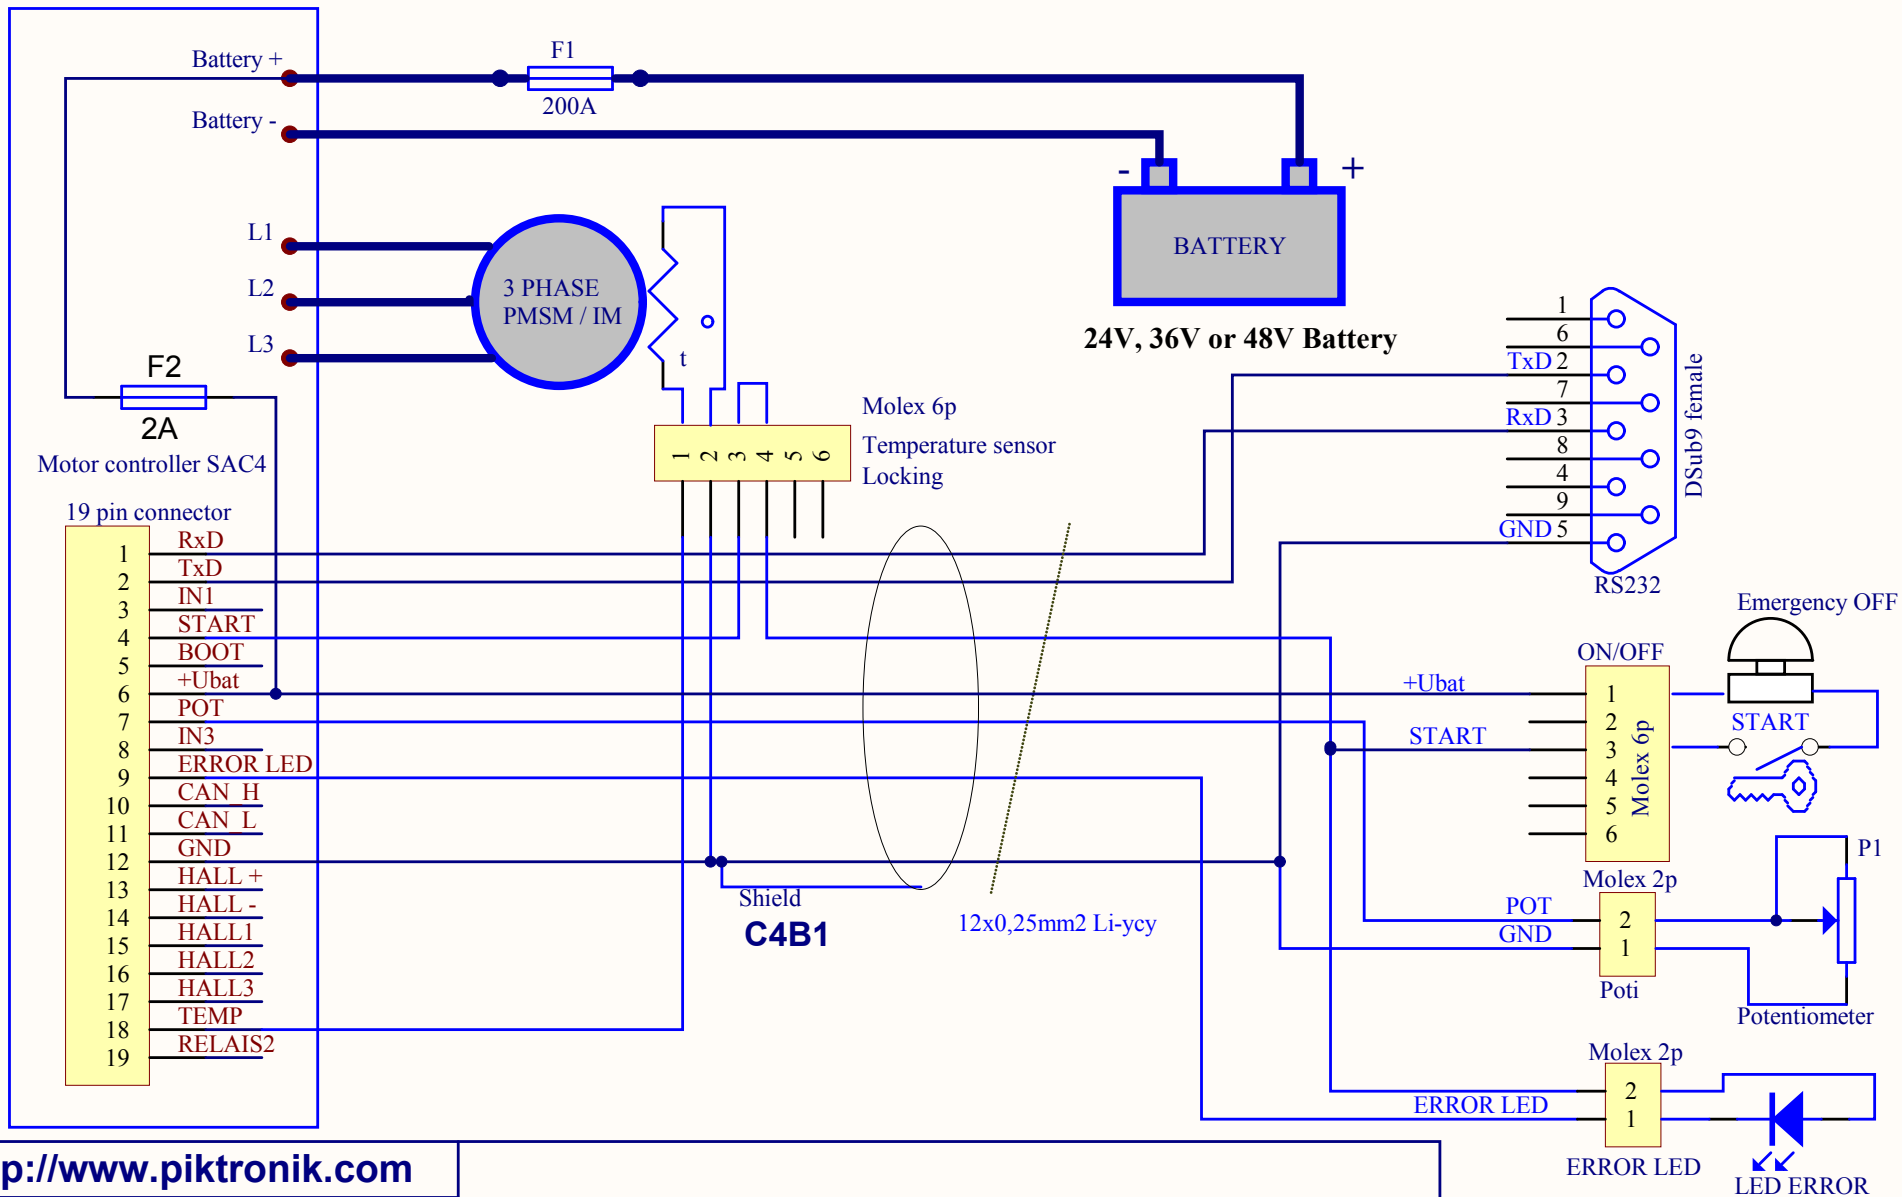 Battery +
F1
200A
Battery -
- +
BATTERY
24V, 36V or 48V Battery
L1
L2
L3
3 PHASE
PMSM / IM
t
F2
2A
Motor controller SAC4
Molex 6p
Temperature sensor
Locking
1 2 3 4 5 6
1
6
TxD 2
7
RxD 3
8
4
9
GND 5
DSub9 female
RS232
19 pin connector
1 RxD
2 TxD
3 IN1
4 START
5 BOOT
6 +Ubat
7 POT
8 IN3
9 ERROR LED
10 CAN_H
11 CAN_L
12 GND
13 HALL +
14 HALL -
15 HALL1
16 HALL2
17 HALL3
18 TEMP
19 RELAIS2
Shield
C4B1
12x0,25mm2 Li-ycy
Emergency OFF
ON/OFF
+Ubat 1
2
START 3
4
5
6
Molex 6p
START
P1
Molex 2p
POT 2
GND 1
Poti
Potentiometer
Molex 2p
2
ERROR LED 1
ERROR LED
LED ERROR
p://www.piktronik.com